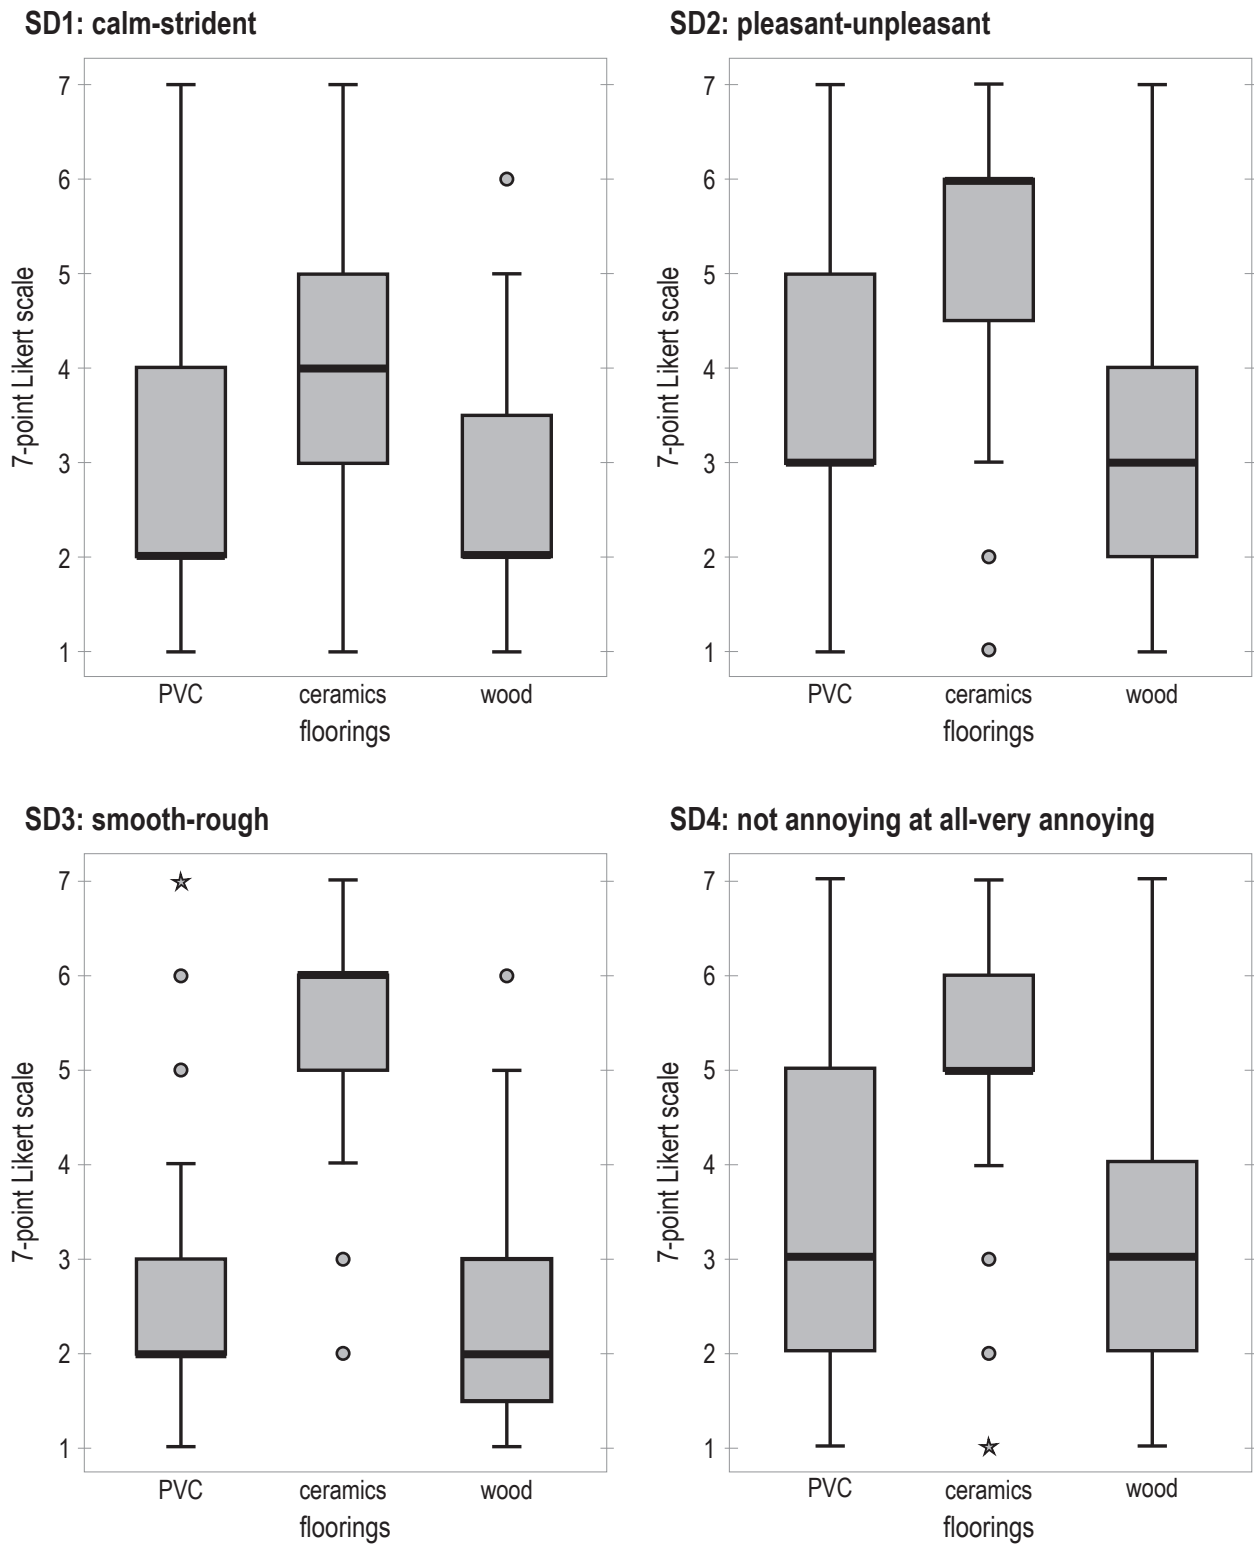 SD1: calm-strident
7-point Likert scale
7
6
5
4
3
2
1
PVC ceramics wood
floorings
SD2: pleasant-unpleasant
7-point Likert scale
7
6
5
4
3
2
1
PVC ceramics wood
floorings
SD3: smooth-rough
7-point Likert scale
7
6
5
4
3
2
1
PVC ceramics wood
floorings
SD4: not annoying at all-very annoying
7-point Likert scale
7
6
5
4
3
2
1
PVC ceramics wood
floorings